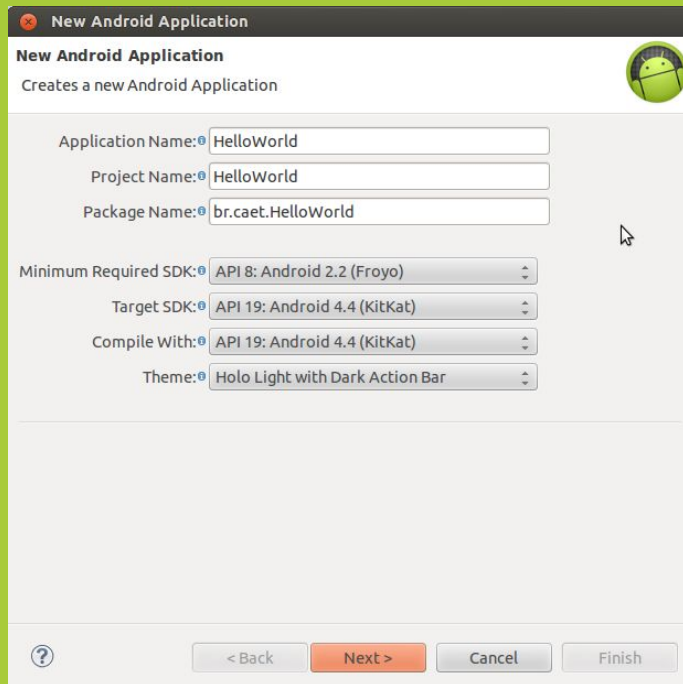 New Android Application
New Android Application
Creates a new Android Application
Application Name: HelloWorld
Project Name: HelloWorld
Package Name: br.caet.HelloWorld
Minimum Required SDK: API 8: Android 2.2 (Froyo)
Target SDK: API 19: Android 4.4 (KitKat)
Compile With: API 19: Android 4.4 (KitKat)
Theme: Holo Light with Dark Action Bar
? < Back Next > Cancel Finish